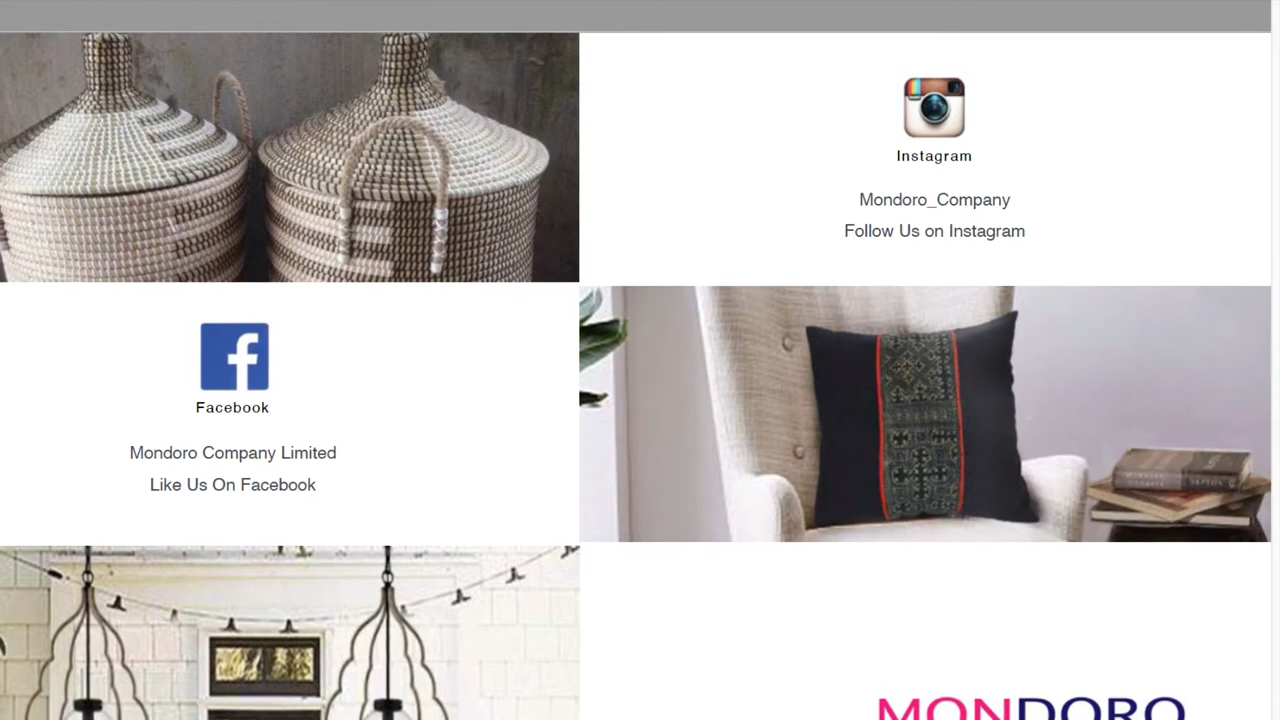 Instagram
Mondoro_Company
Follow Us on Instagram
Facebook
Mondoro Company Limited
Like Us On Facebook
MONDORO